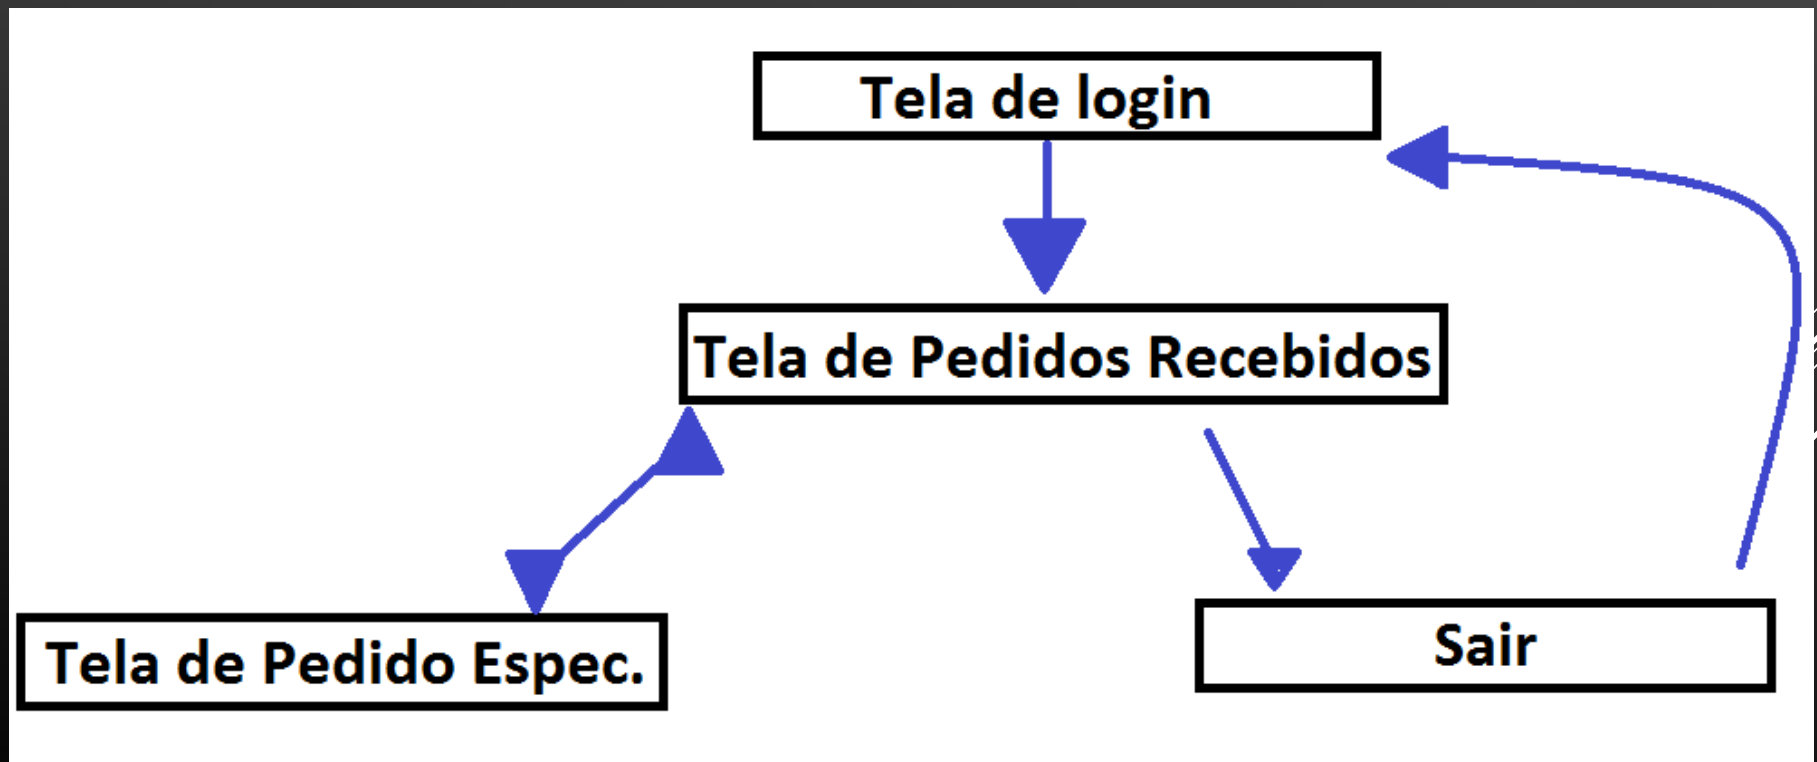 Tela de login
Tela de Pedidos Recebidos
Tela de Pedido Espec.
Sair